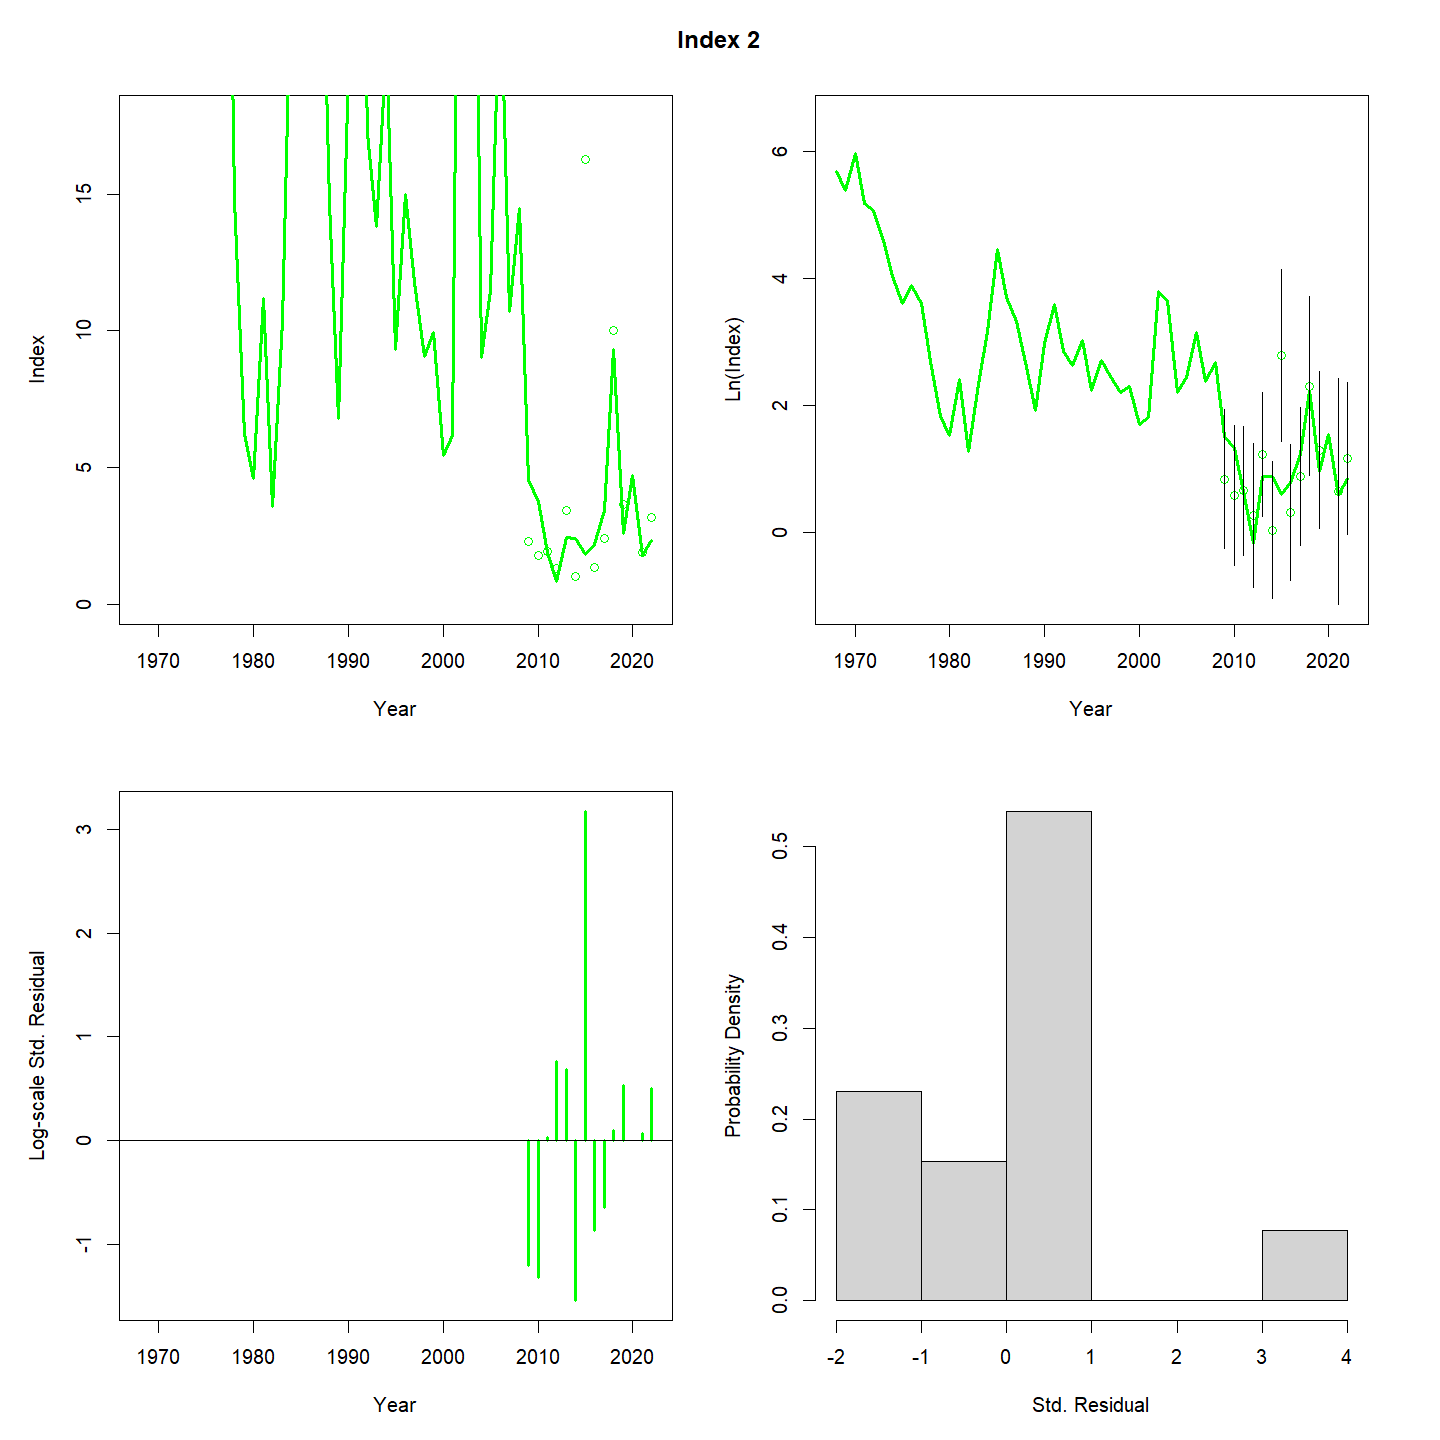 Index 2
Index
15
10
5
0
1970 1980 1990 2000 2010 2020
Year
Ln(Index)
6
4
2
0
1970 1980 1990 2000 2010 2020
Year
Log-scale Std. Residual
3
2
1
0
-1
1970 1980 1990 2000 2010 2020
Year
Probability Density
0.5
0.4
0.3
0.2
0.1
0.0
-2 -1 0 1 2 3 4
Std. Residual